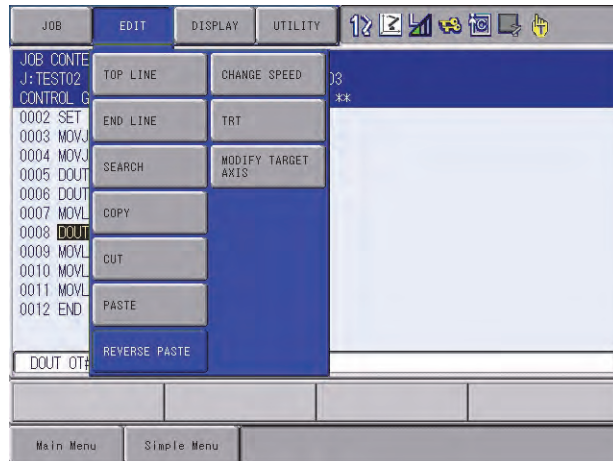 JOB EDIT DISPLAY UTILITY
JOB CONTE
J:TEST02 03
CONTROL G **
TOP LINE CHANGE SPEED
END LINE TRT
SEARCH MODIFY TARGET
AXIS
COPY
CUT
PASTE
REVERSE PASTE
0002 SET
0003 MOVJ
0004 MOVJ
0005 DOUT
0006 DOUT
0007 MOVL
0008 DOUT
0009 MOVL
0010 MOVL
0011 MOVL
0012 END
DOUT OT#
Main Menu Simple Menu